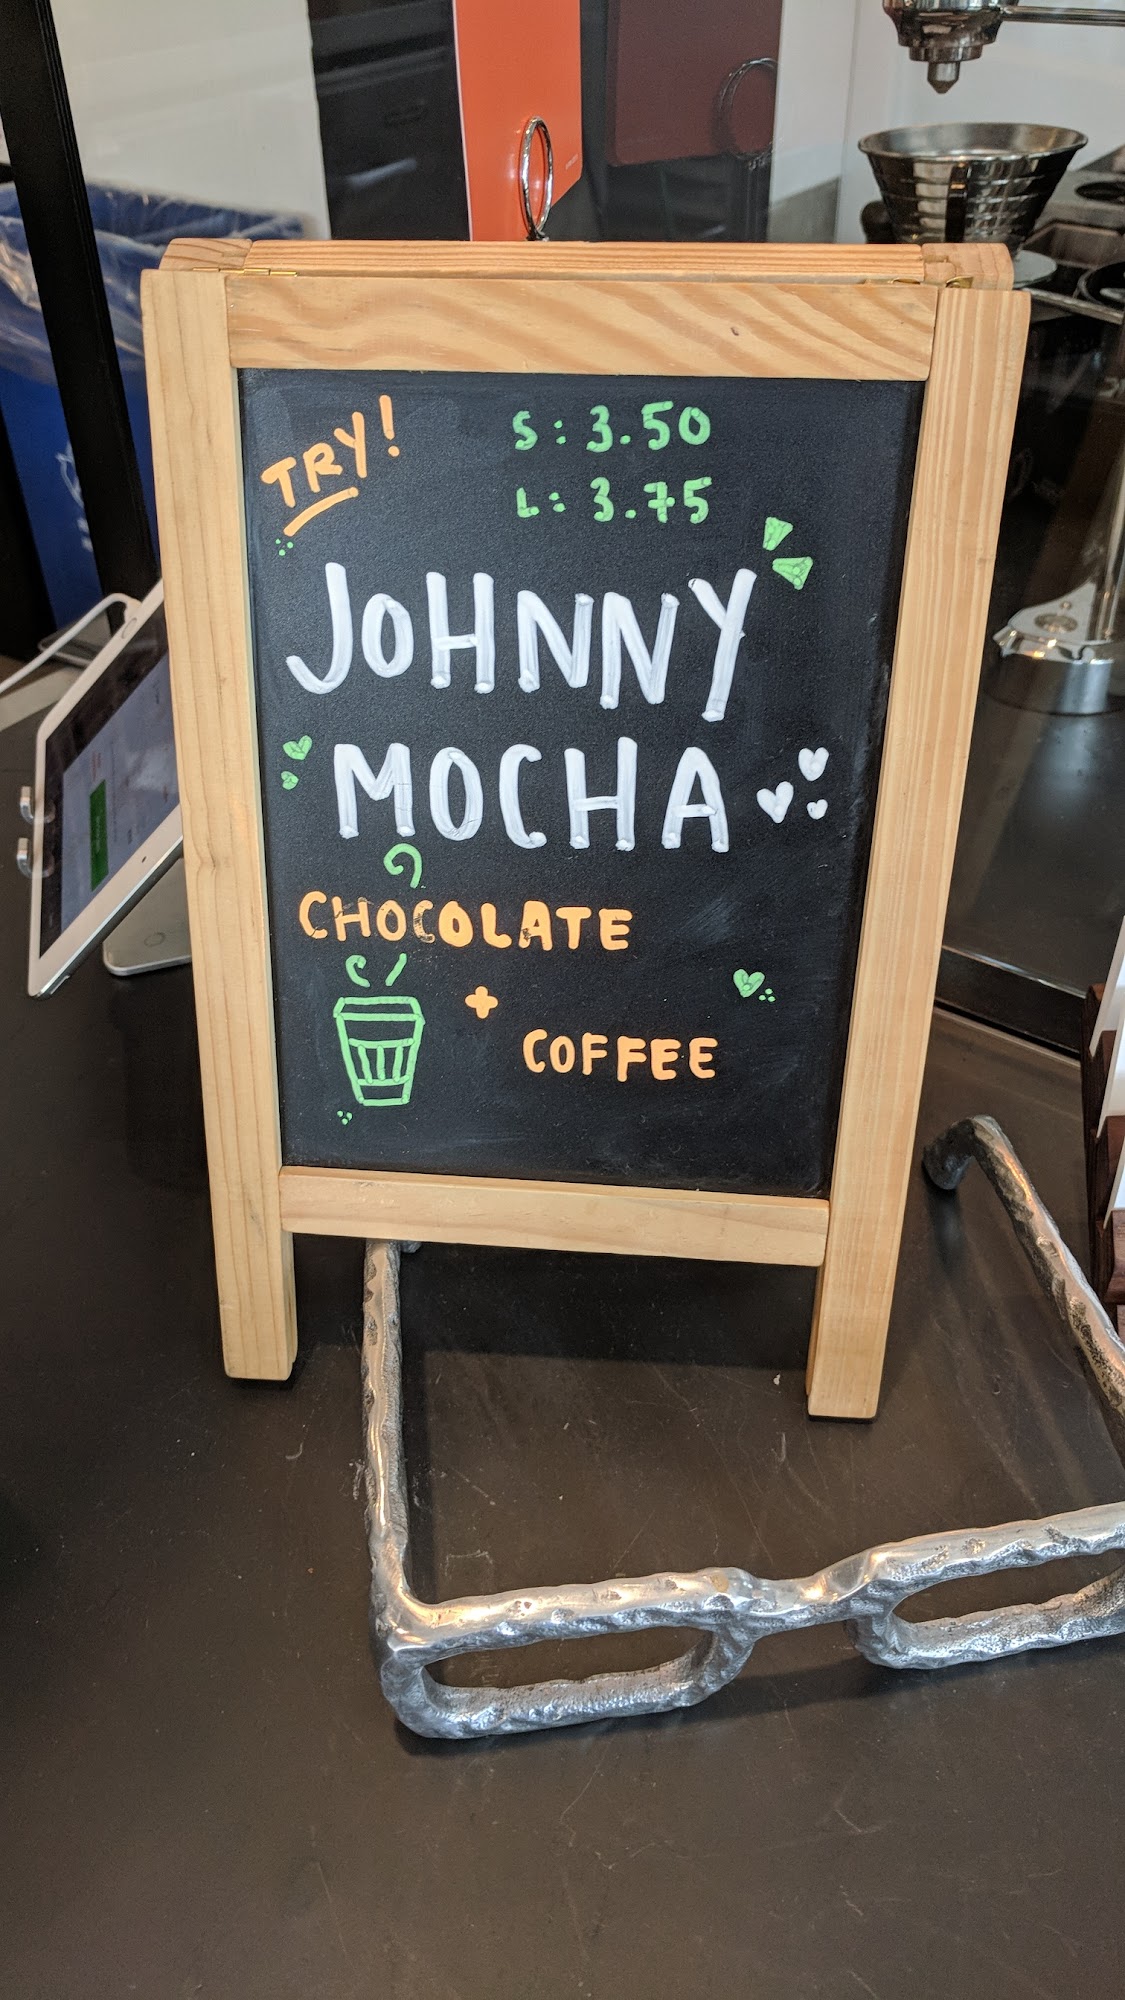 TRY!
S: 3.50
L: 3.75
JOHNNY
MOCHA
CHOCOLATE
+
COFFEE